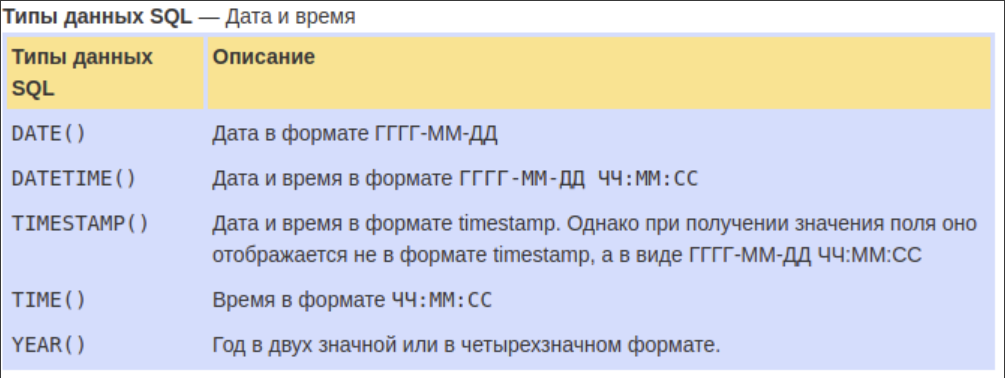 Типы данных SQL — Дата и время
Типы данных SQL Описание
DATE() Дата в формате ГГГГ-ММ-ДД
DATETIME() Дата и время в формате ГГГГ-ММ-ДД ЧЧ:ММ:СС
TIMESTAMP() Дата и время в формате timestamp. Однако при получении значения поля оно
отображается не в формате timestamp, а в виде ГГГГ-ММ-ДД ЧЧ:ММ:СС
TIME() Время в формате ЧЧ:ММ:СС
YEAR() Год в двух значной или в четырехзначном формате.